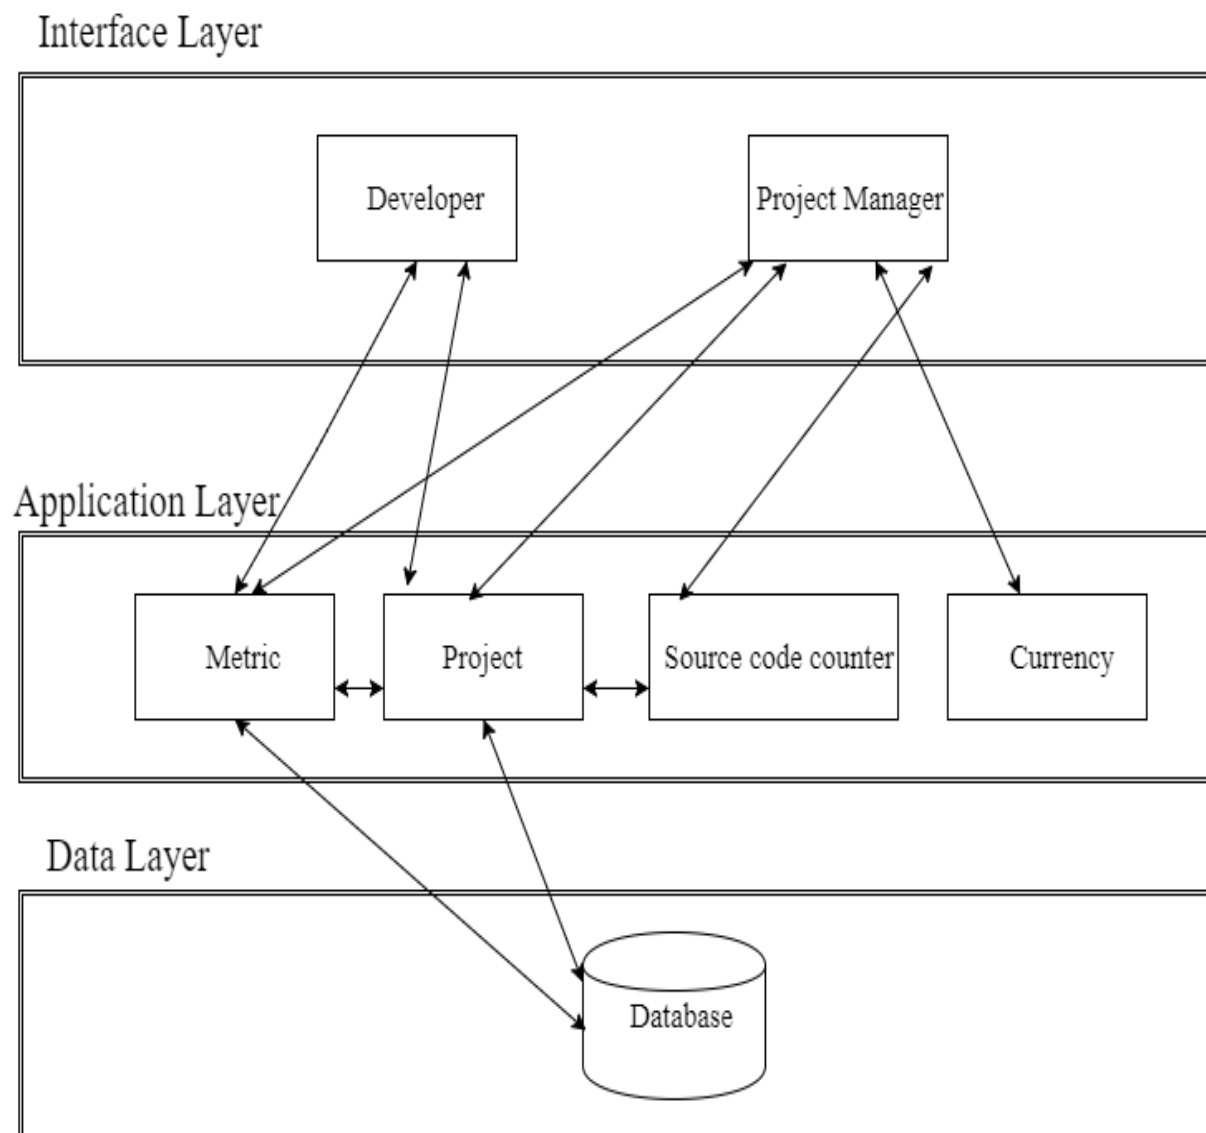 Interface Layer
Developer
Project Manager
Application Layer
Metric
Project
Source code counter
Currency
Data Layer
Database